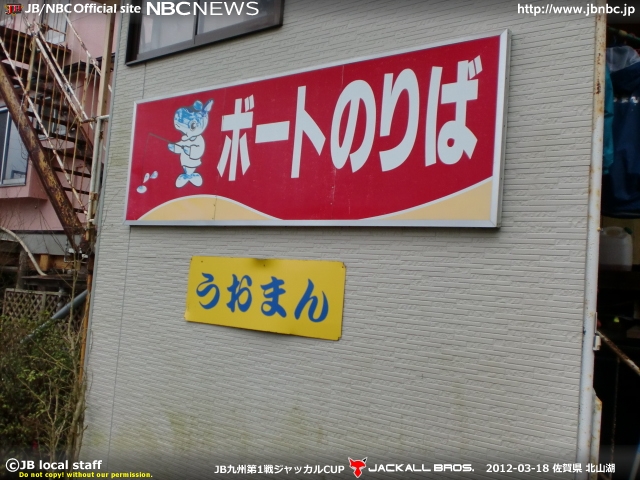 JB/NBC Official site NBCNEWS
http://www.jbnbc.jp
ボートのりば
うおまん
©JB local staff
Do not copy! without our permission.
JB九州第1戦ジャッカルCUP JACKALL BROS. 2012-03-18 佐賀県 北山湖